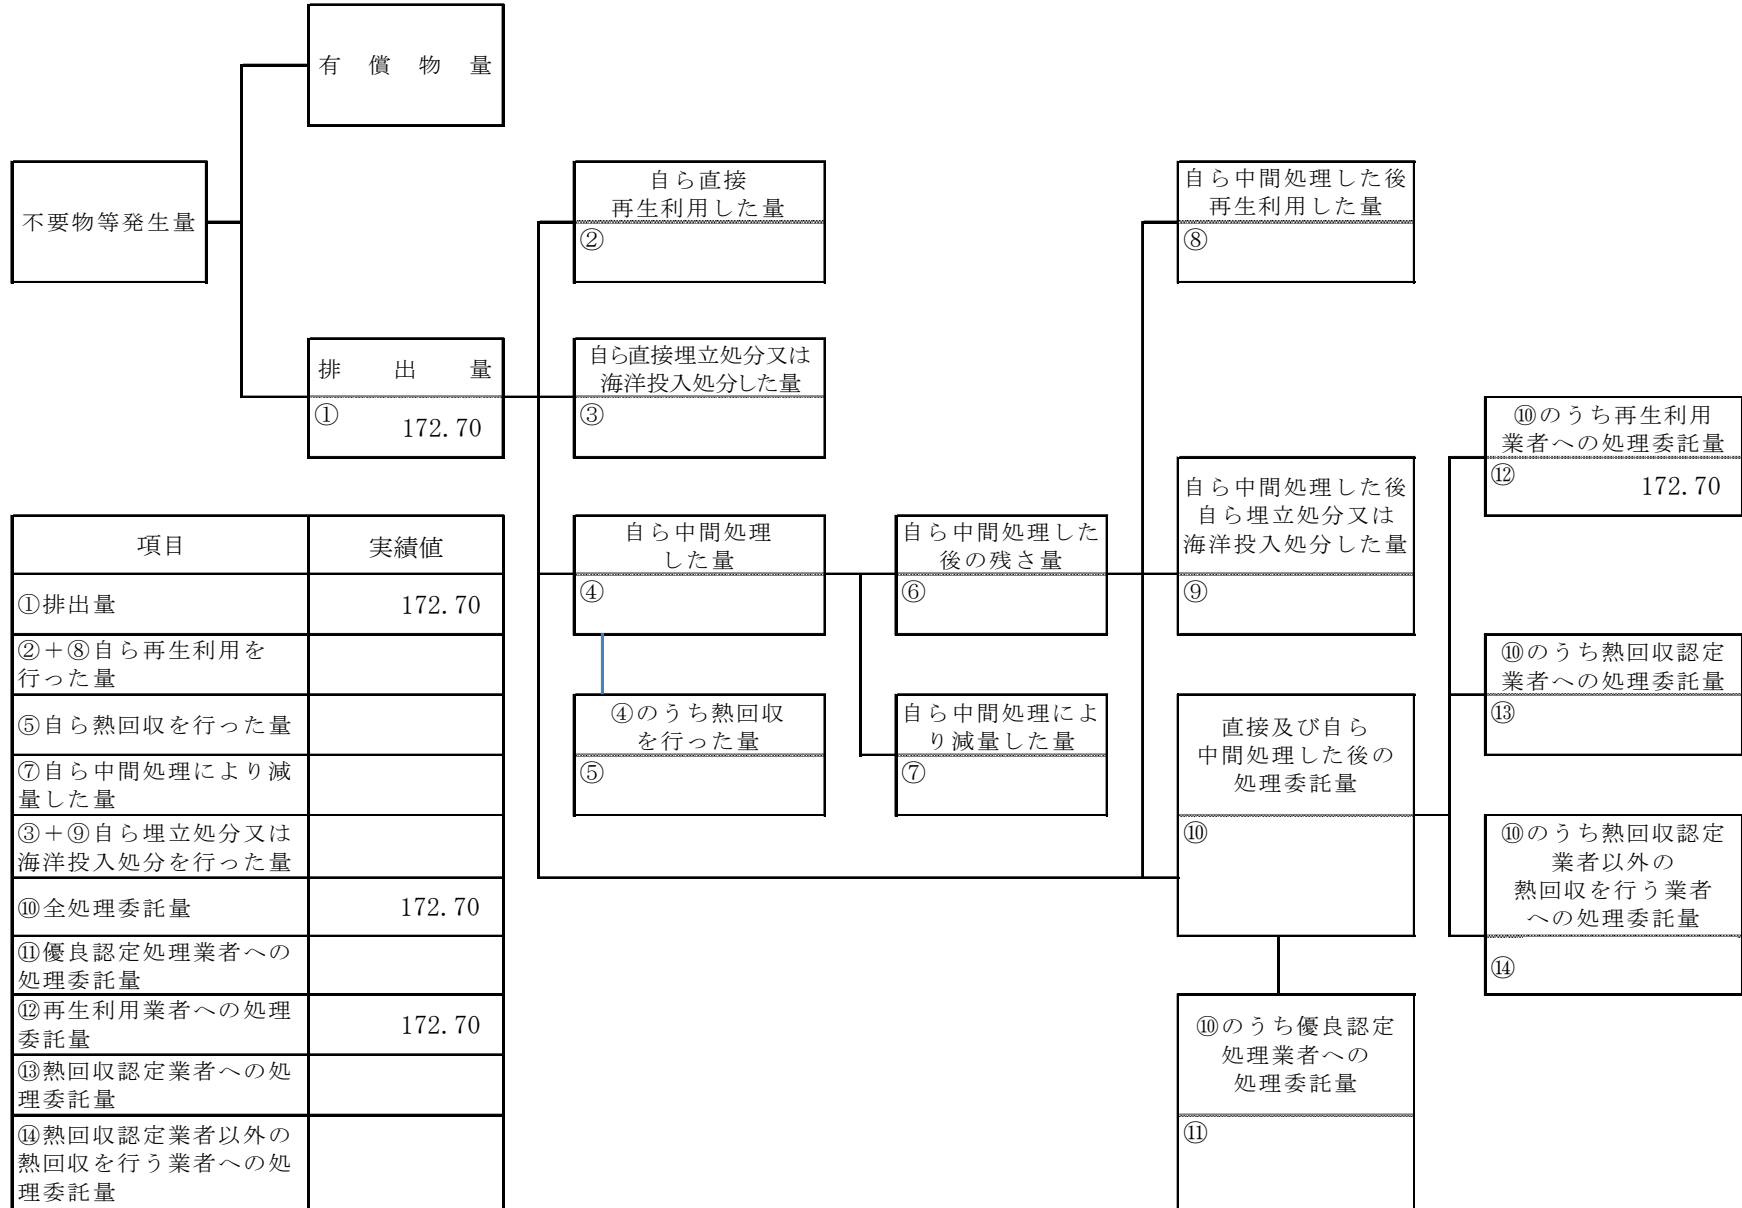 有償物量
不要物等発生量
自ら直接
再生利用した量
②
自ら中間処理した後
再生利用した量
⑧
排出量
① 172.70
自ら直接埋立処分又は
海洋投入処分した量
③
⑩のうち再生利用
業者への処理委託量
⑫ 172.70
自ら中間処理
した量
④
自ら中間処理した
後の残さ量
⑥
自ら中間処理した後
自ら埋立処分又は
海洋投入処分した量
⑨
⑩のうち熱回収認定
業者への処理委託量
⑬
④のうち熱回収
を行った量
⑤
自ら中間処理によ
り減量した量
⑦
直接及び自ら
中間処理した後の
処理委託量
⑩
⑩のうち熱回収認定
業者以外の
熱回収を行う業者
への処理委託量
⑭
⑩のうち優良認定
処理業者への
処理委託量
⑪
項目 実績値
①排出量 172.70
②＋⑧自ら再生利用を
行った量
⑤自ら熱回収を行った量
⑦自ら中間処理により減
量した量
③＋⑨自ら埋立処分又は
海洋投入処分を行った量
⑩全処理委託量 172.70
⑪優良認定処理業者への
処理委託量
⑫再生利用業者への処理
委託量 172.70
⑬熱回収認定業者への処
理委託量
⑭熱回収認定業者以外の
熱回収を行う業者への処
理委託量